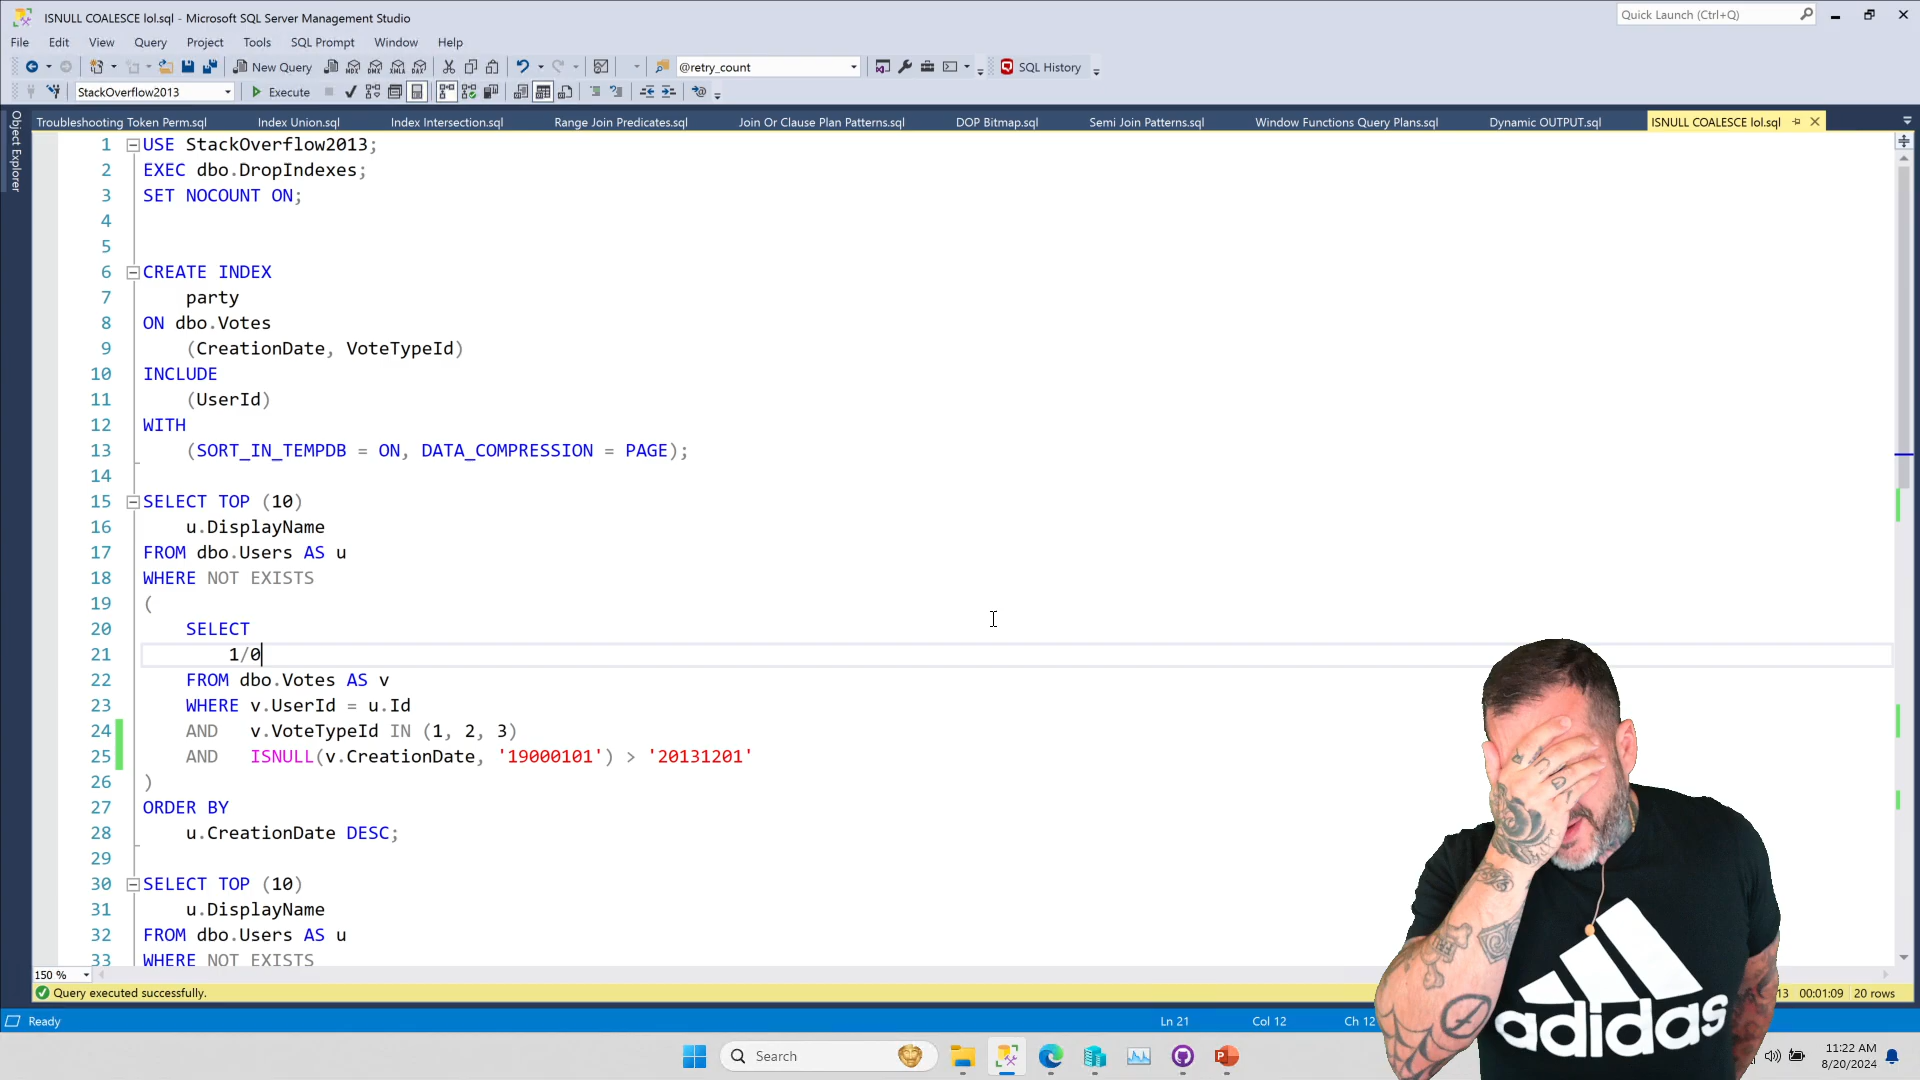 ISNULL COALESCE lol.sql - Microsoft SQL Server Management Studio
Quick Launch (Ctrl+Q)
File Edit View Query Project Tools SQL Prompt Window Help
New Query
@retry_count
SQL History
StackOverflow2013
Execute
Object Explorer
Troubleshooting Token Perm.sql Index Union.sql Index Intersection.sql Range Join Predicates.sql Join Or Clause Plan Patterns.sql DOP Bitmap.sql Semi Join Patterns.sql Window Functions Query Plans.sql Dynamic OUTPUT.sql ISNULL COALESCE lol.sql
1 USE StackOverflow2013;
2 EXEC dbo.DropIndexes;
3 SET NOCOUNT ON;
4
5
6 CREATE INDEX
7 party
8 ON dbo.Votes
9 (CreationDate, VoteTypeId)
10 INCLUDE
11 (UserId)
12 WITH
13 (SORT_IN_TEMPDB = ON, DATA_COMPRESSION = PAGE);
14
15 SELECT TOP (10)
16 u.DisplayName
17 FROM dbo.Users AS u
18 WHERE NOT EXISTS
19 (
20 SELECT
21 1/0
22 FROM dbo.Votes AS v
23 WHERE v.UserId = u.Id
24 AND v.VoteTypeId IN (1, 2, 3)
25 AND ISNULL(v.CreationDate, '19000101') > '20131201'
26 )
27 ORDER BY
28 u.CreationDate DESC;
29
30 SELECT TOP (10)
31 u.DisplayName
32 FROM dbo.Users AS u
33 WHERE NOT EXISTS
150 %
Query executed successfully.
13 00:01:09 20 rows
Ready
Ln 21 Col 12 Ch 12
adidas
Search
11:22 AM
8/20/2024